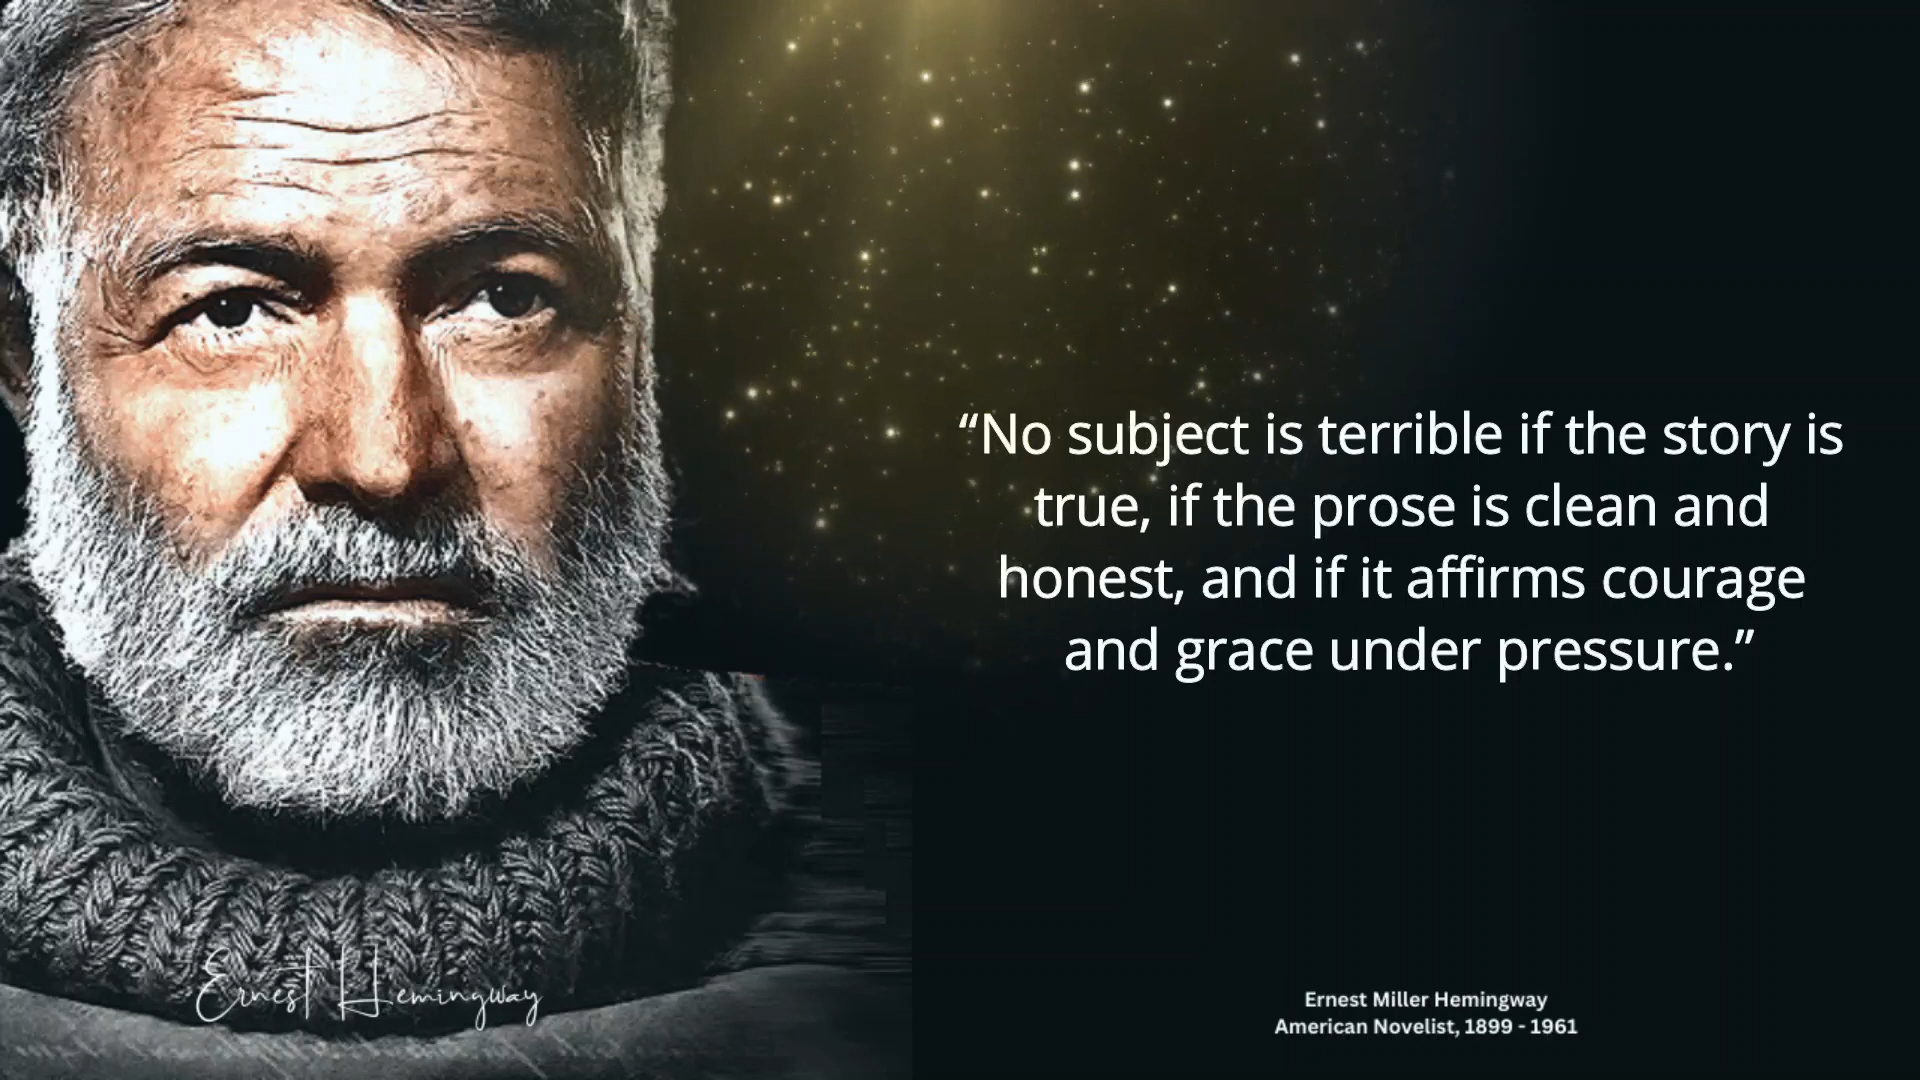 “No subject is terrible if the story is
true, if the prose is clean and
honest, and if it affirms courage
and grace under pressure.”
Ernest Hemingway
Ernest Miller Hemingway
American Novelist, 1899 - 1961